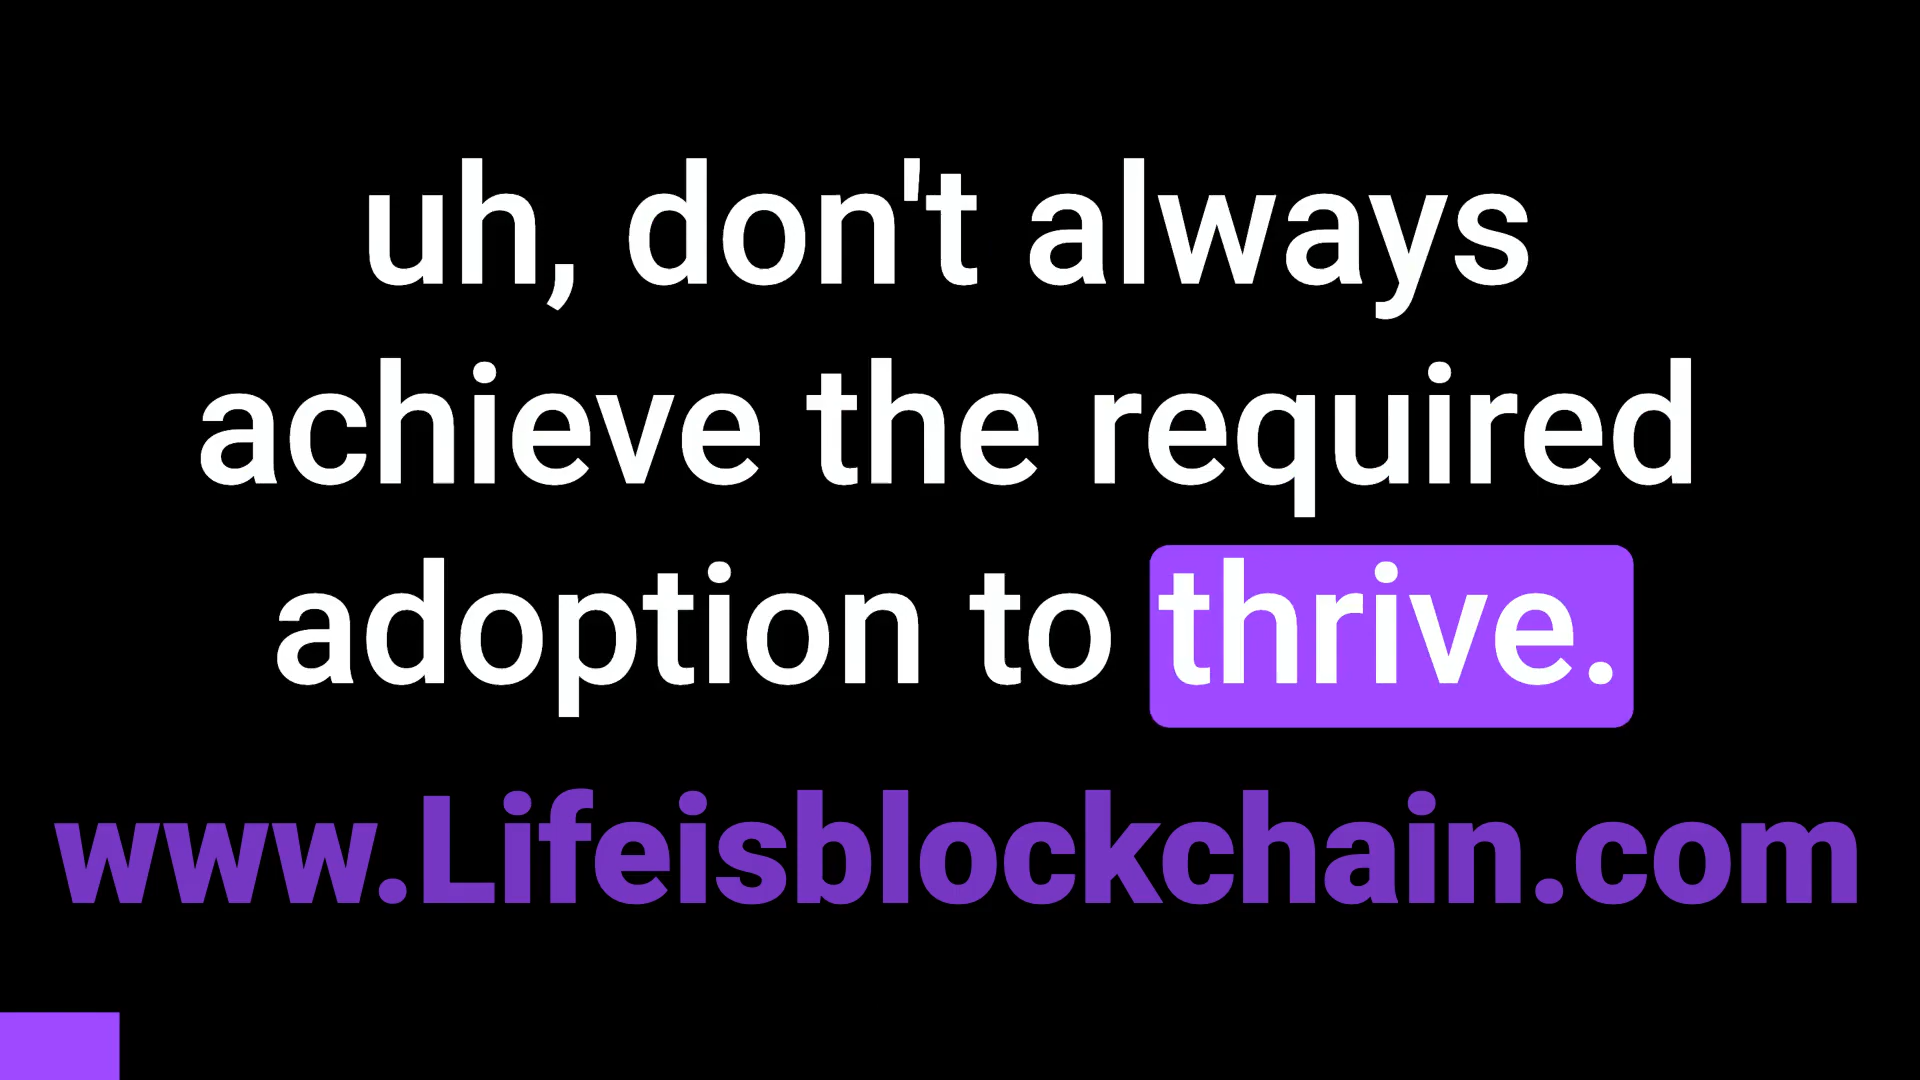 uh, don't always
achieve the required
adoption to thrive.
www.Lifeisblockchain.com